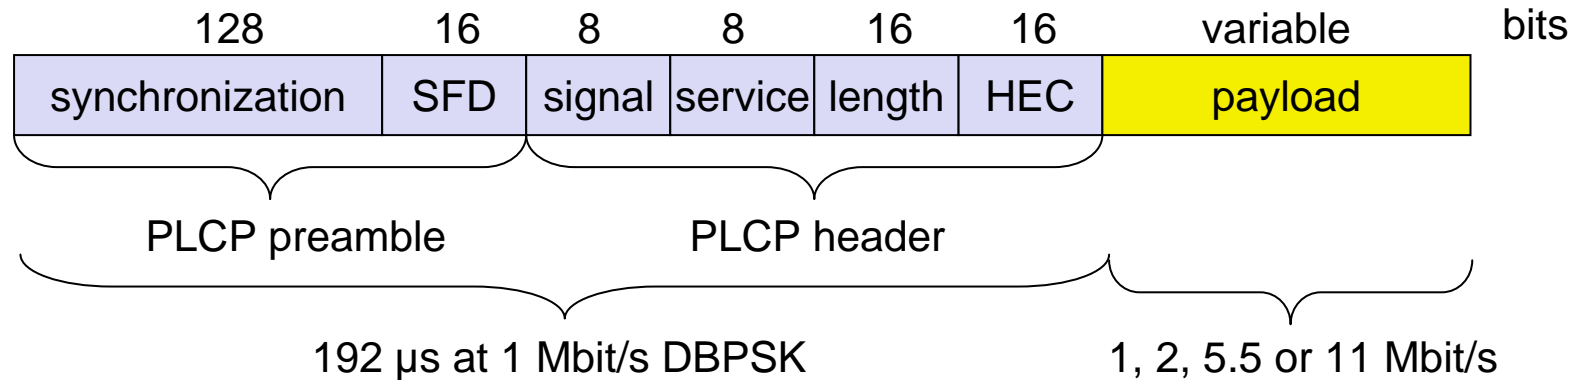 128 16 8 8 16 16 variable bits
synchronization SFD signal service length HEC payload
PLCP preamble PLCP header
192 µs at 1 Mbit/s DBPSK 1, 2, 5.5 or 11 Mbit/s